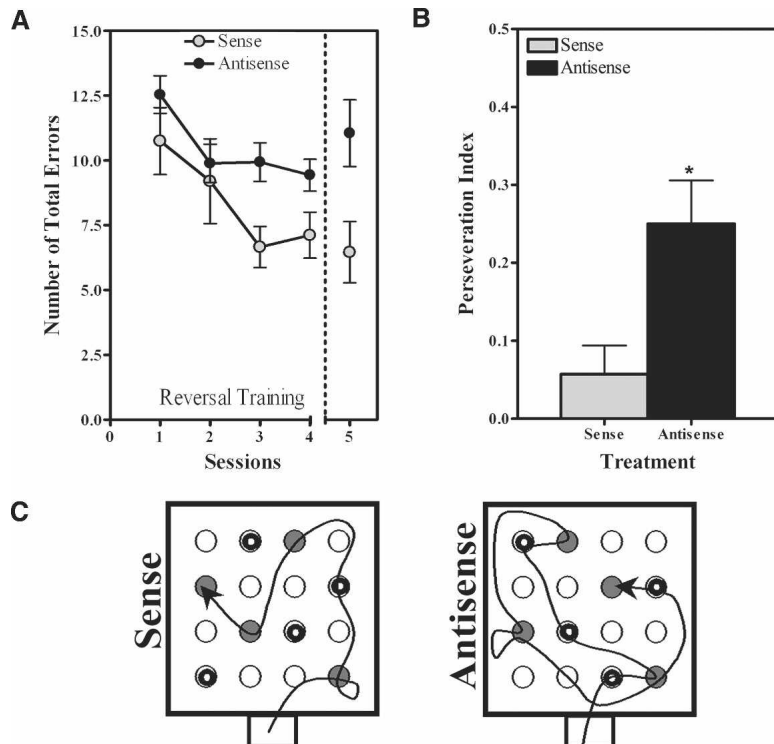 A
Number of Total Errors
15.0
12.5
10.0
7.5
5.0
2.5
0.0
Sense
Antisense
Reversal Training
0
1
2
3
4
5
Sessions
B
Perseveration Index
0.5
0.4
0.3
0.2
0.1
0.0
Sense
Antisense
*
Sense
Antisense
Treatment
C
Sense
Antisense